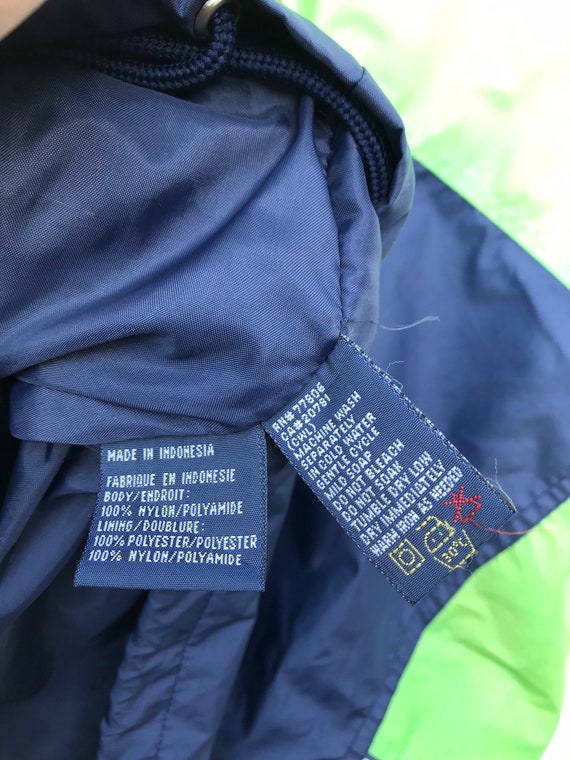 MADE IN INDONESIA
FABRIQUE EN INDONESIE
BODY/ENDROIT:
100% NYLON/POLYAMIDE
LINING/DOUBLURE:
100% POLYESTER/POLYESTER
100% NYLON/POLYAMIDE
RN#77806
CA#20781
(CW1)
MACHINE WASH
SEPARATELY
IN COLD WATER
GENTLE CYCLE
MILD SOAP
DO NOT BLEACH
DO NOT SOAK
TUMBLE DRY LOW
DRY IMMEDIATELY
WARM IRON AS NEEDED
30°C